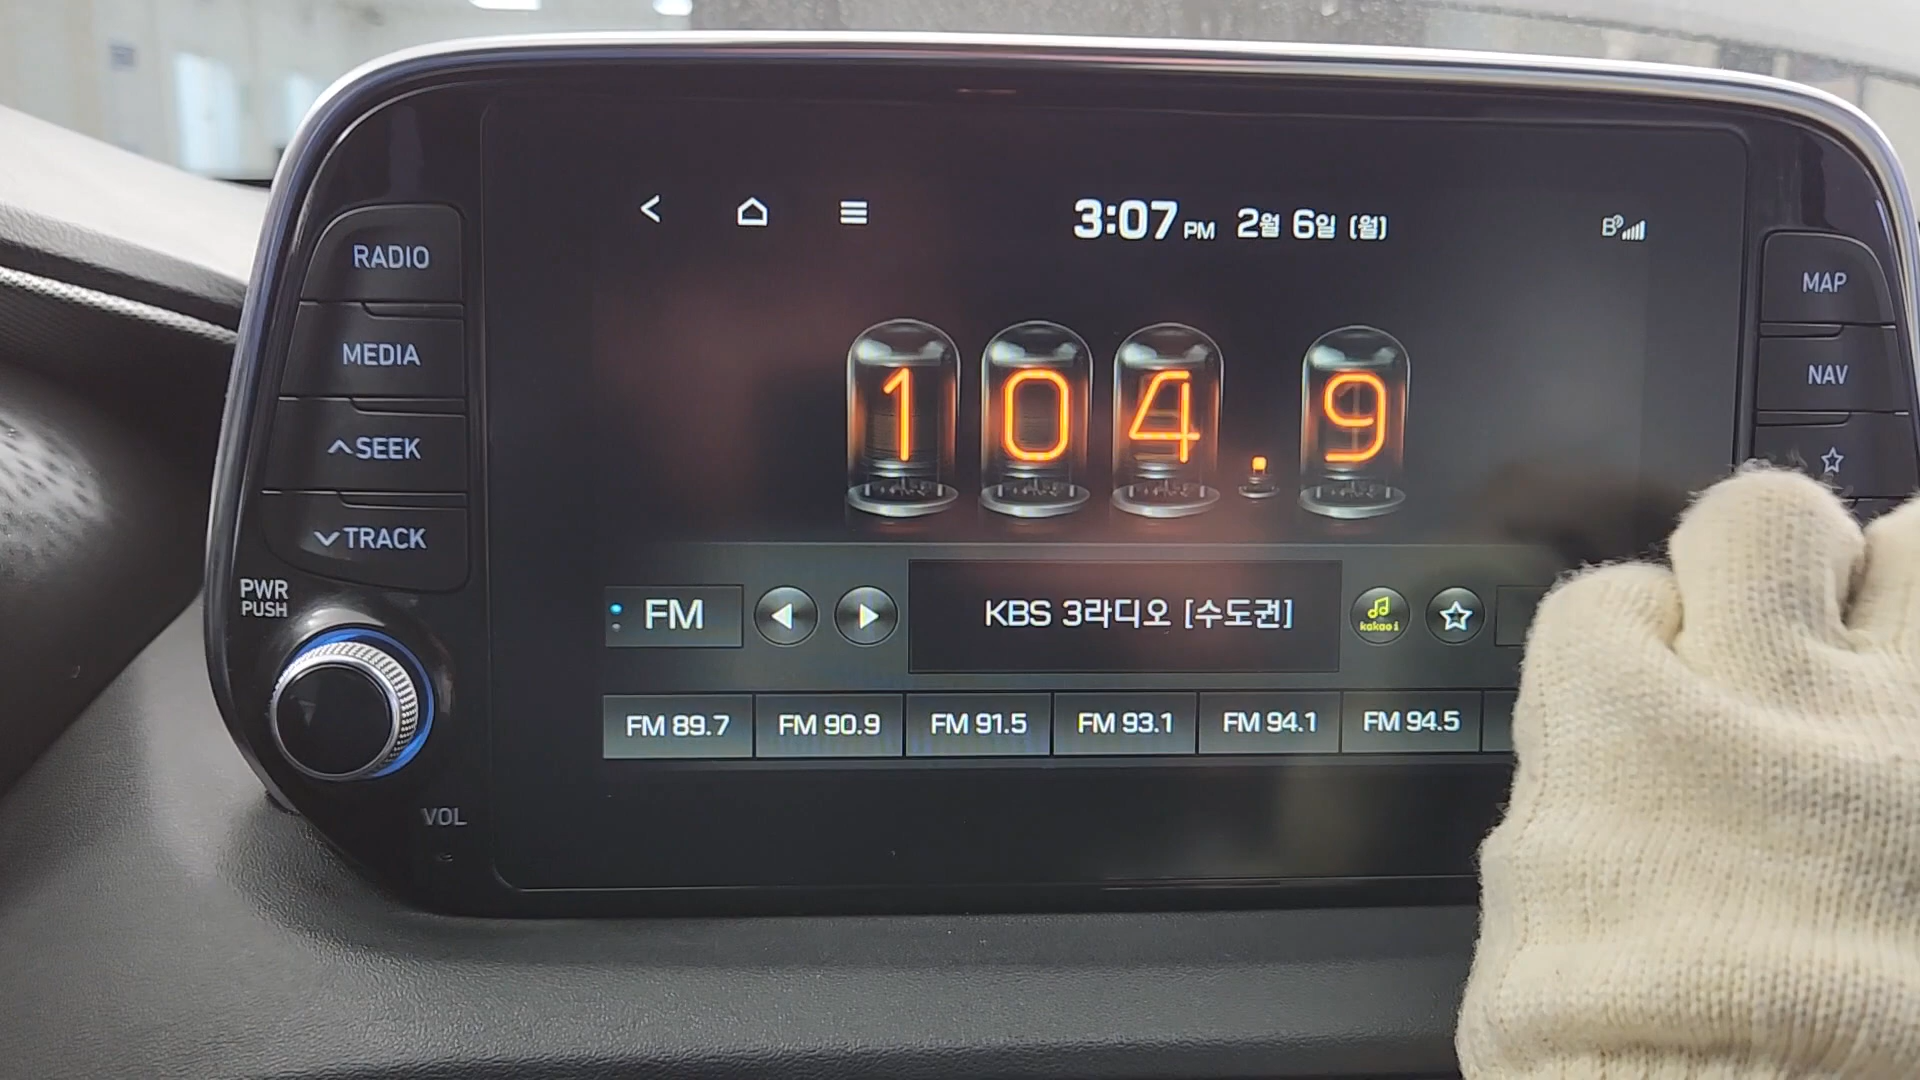 RADIO
MEDIA
SEEK
TRACK
PWR
PUSH
VOL
3:07 PM 2월 6일 (월)
B
104.9
FM
KBS 3라디오 [수도권]
kakao i
FM 89.7
FM 90.9
FM 91.5
FM 93.1
FM 94.1
FM 94.5
MAP
NAV